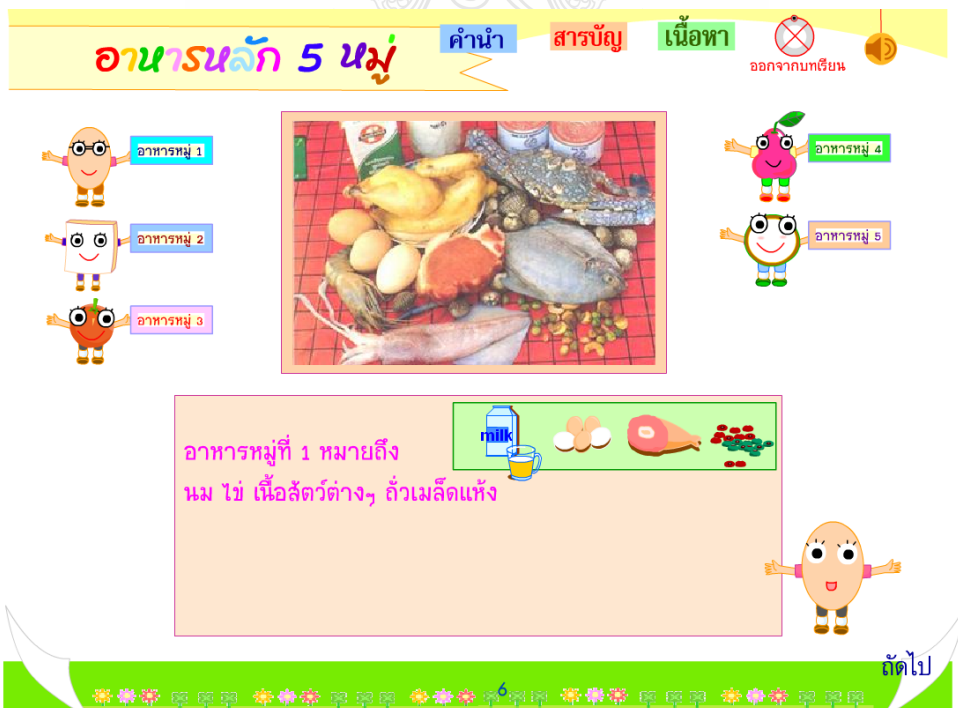 อาหารหลัก 5 หมู่
คำนำ
สารบัญ
เนื้อหา
ออกจากบทเรียน
อาหารหมู่ 1
อาหารหมู่ 2
อาหารหมู่ 3
อาหารหมู่ 4
อาหารหมู่ 5
milk
อาหารหมู่ที่ 1 หมายถึง
นม ไข่ เนื้อสัตว์ต่างๆ ถั่วเมล็ดแห้ง
ถัดไป
6